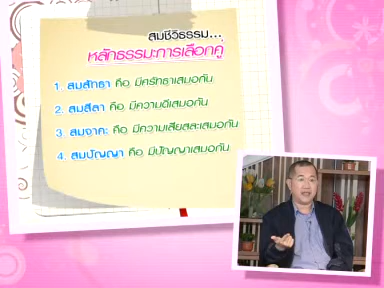 สมชีวิธรรม...
หลักธรรมะการเลือกคู่
1. สมสัทธา คือ มีศรัทธาเสมอกัน
2. สมสีลา คือ มีความดีเสมอกัน
3. สมจาคะ คือ มีความเสียสละเสมอกัน
4. สมปัญญา คือ มีปัญญาเสมอกัน